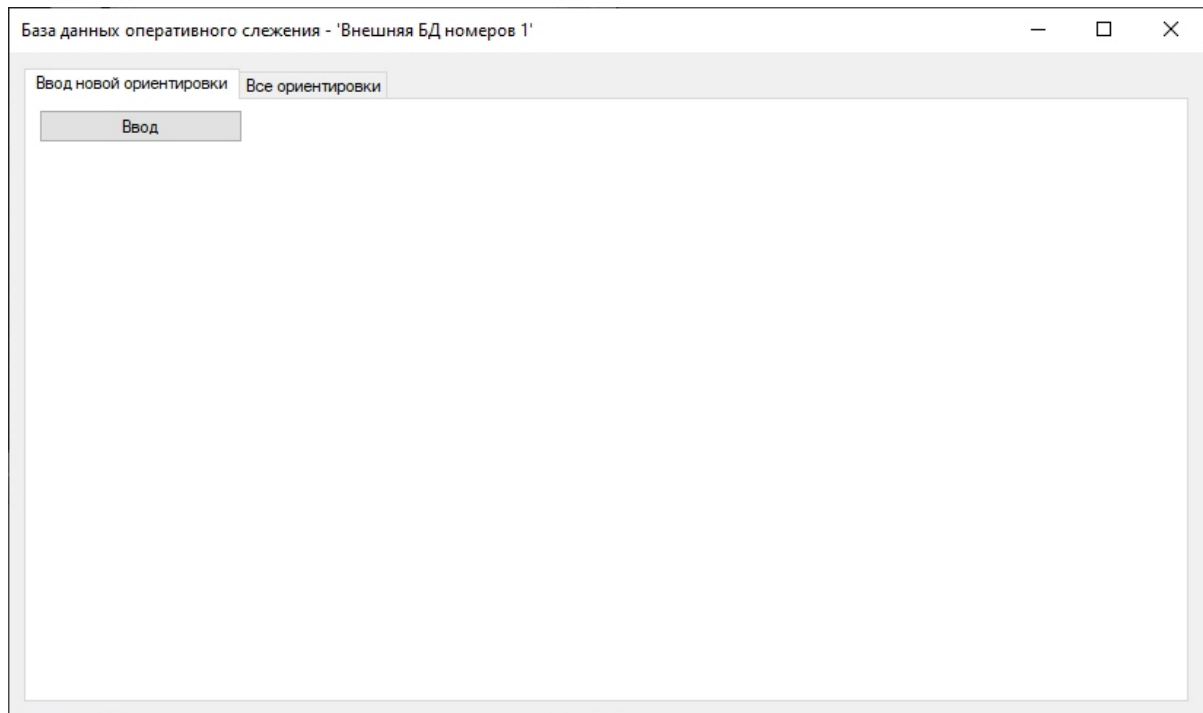 База данных оперативного слежения - 'Внешняя БД номеров 1'
Ввод новой ориентировки Все ориентировки
Ввод